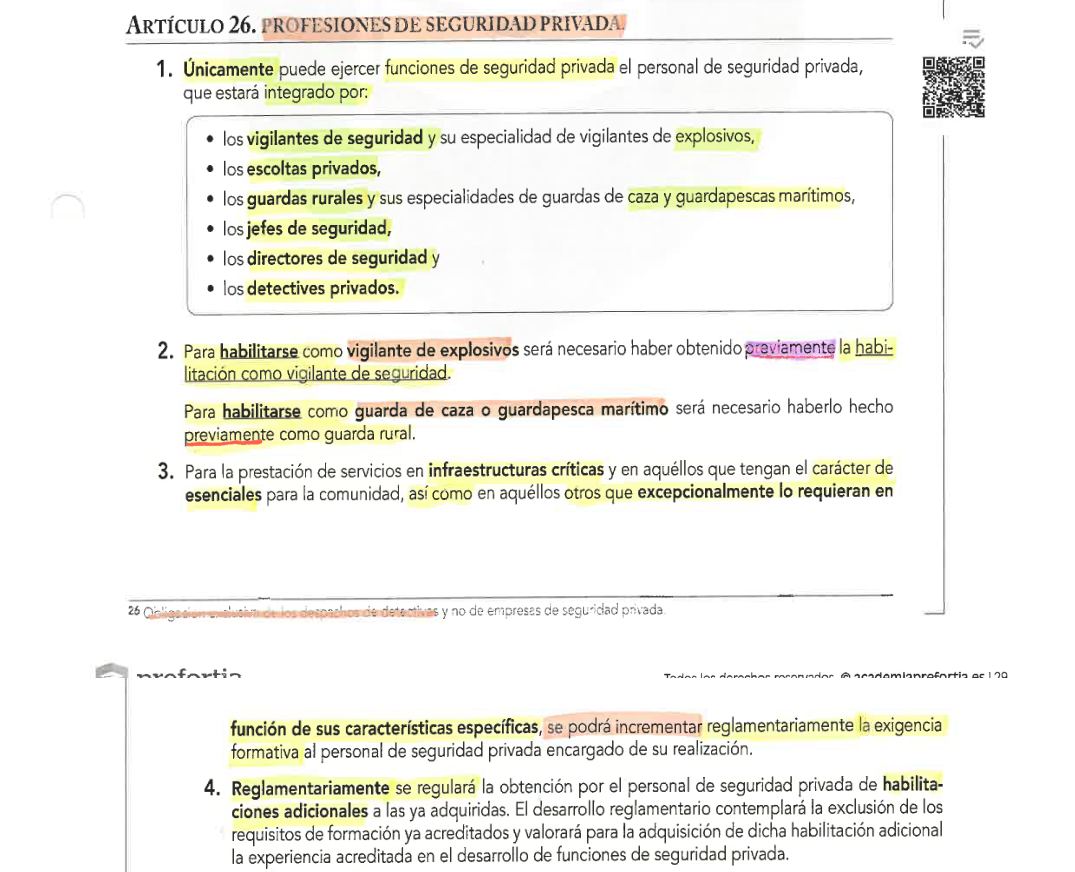 ARTÍCULO 26. PROFESIONES DE SEGURIDAD PRIVADA.
1. Únicamente puede ejercer funciones de seguridad privada el personal de seguridad privada,
que estará integrado por:
• los vigilantes de seguridad y su especialidad de vigilantes de explosivos,
• los escoltas privados,
• los guardas rurales y sus especialidades de guardas de caza y guardapescas marítimos,
• los jefes de seguridad,
• los directores de seguridad y
• los detectives privados.
2. Para habilitarse como vigilante de explosivos será necesario haber obtenido previamente la habi-
litación como vigilante de seguridad.
Para habilitarse como guarda de caza o guardapesca marítimo será necesario haberlo hecho
previamente como guarda rural.
3. Para la prestación de servicios en infraestructuras críticas y en aquéllos que tengan el carácter de
esenciales para la comunidad, así como en aquéllos otros que excepcionalmente lo requieran en
26 Obligación exclusiva de los despachos de detectives y no de empresas de seguridad privada.
Todos los derechos reservados. © academiaprefortia.es | 29
función de sus características específicas, se podrá incrementar reglamentariamente la exigencia
formativa al personal de seguridad privada encargado de su realización.
4. Reglamentariamente se regulará la obtención por el personal de seguridad privada de habilita-
ciones adicionales a las ya adquiridas. El desarrollo reglamentario contemplará la exclusión de los
requisitos de formación ya acreditados y valorará para la adquisición de dicha habilitación adicional
la experiencia acreditada en el desarrollo de funciones de seguridad privada.